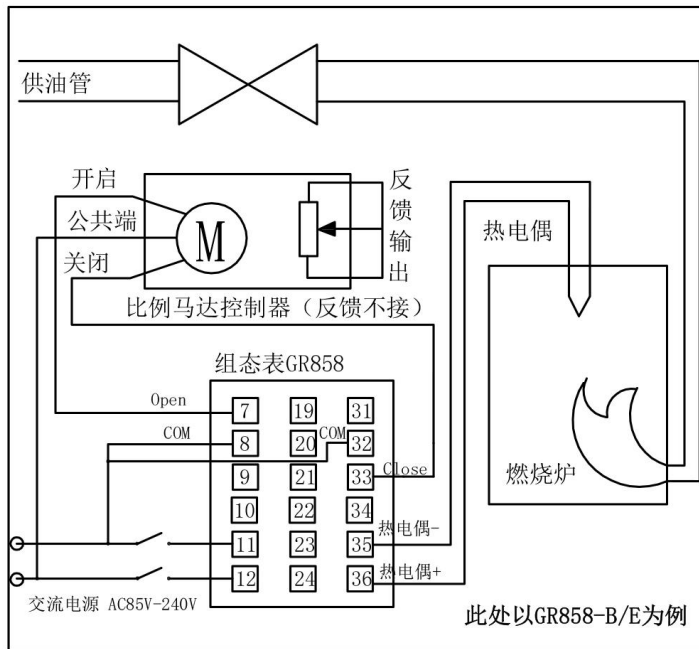 供油管
开启
公共端
关闭
M
反馈输出
热电偶
比例马达控制器（反馈不接）
组态表GR858
Open 7 19 31
COM 8 20 COM 32
9 21 33 Close
10 22 34
11 23 35 热电偶-
12 24 36 热电偶+
燃烧炉
交流电源 AC85V-240V
此处以GR858-B/E为例